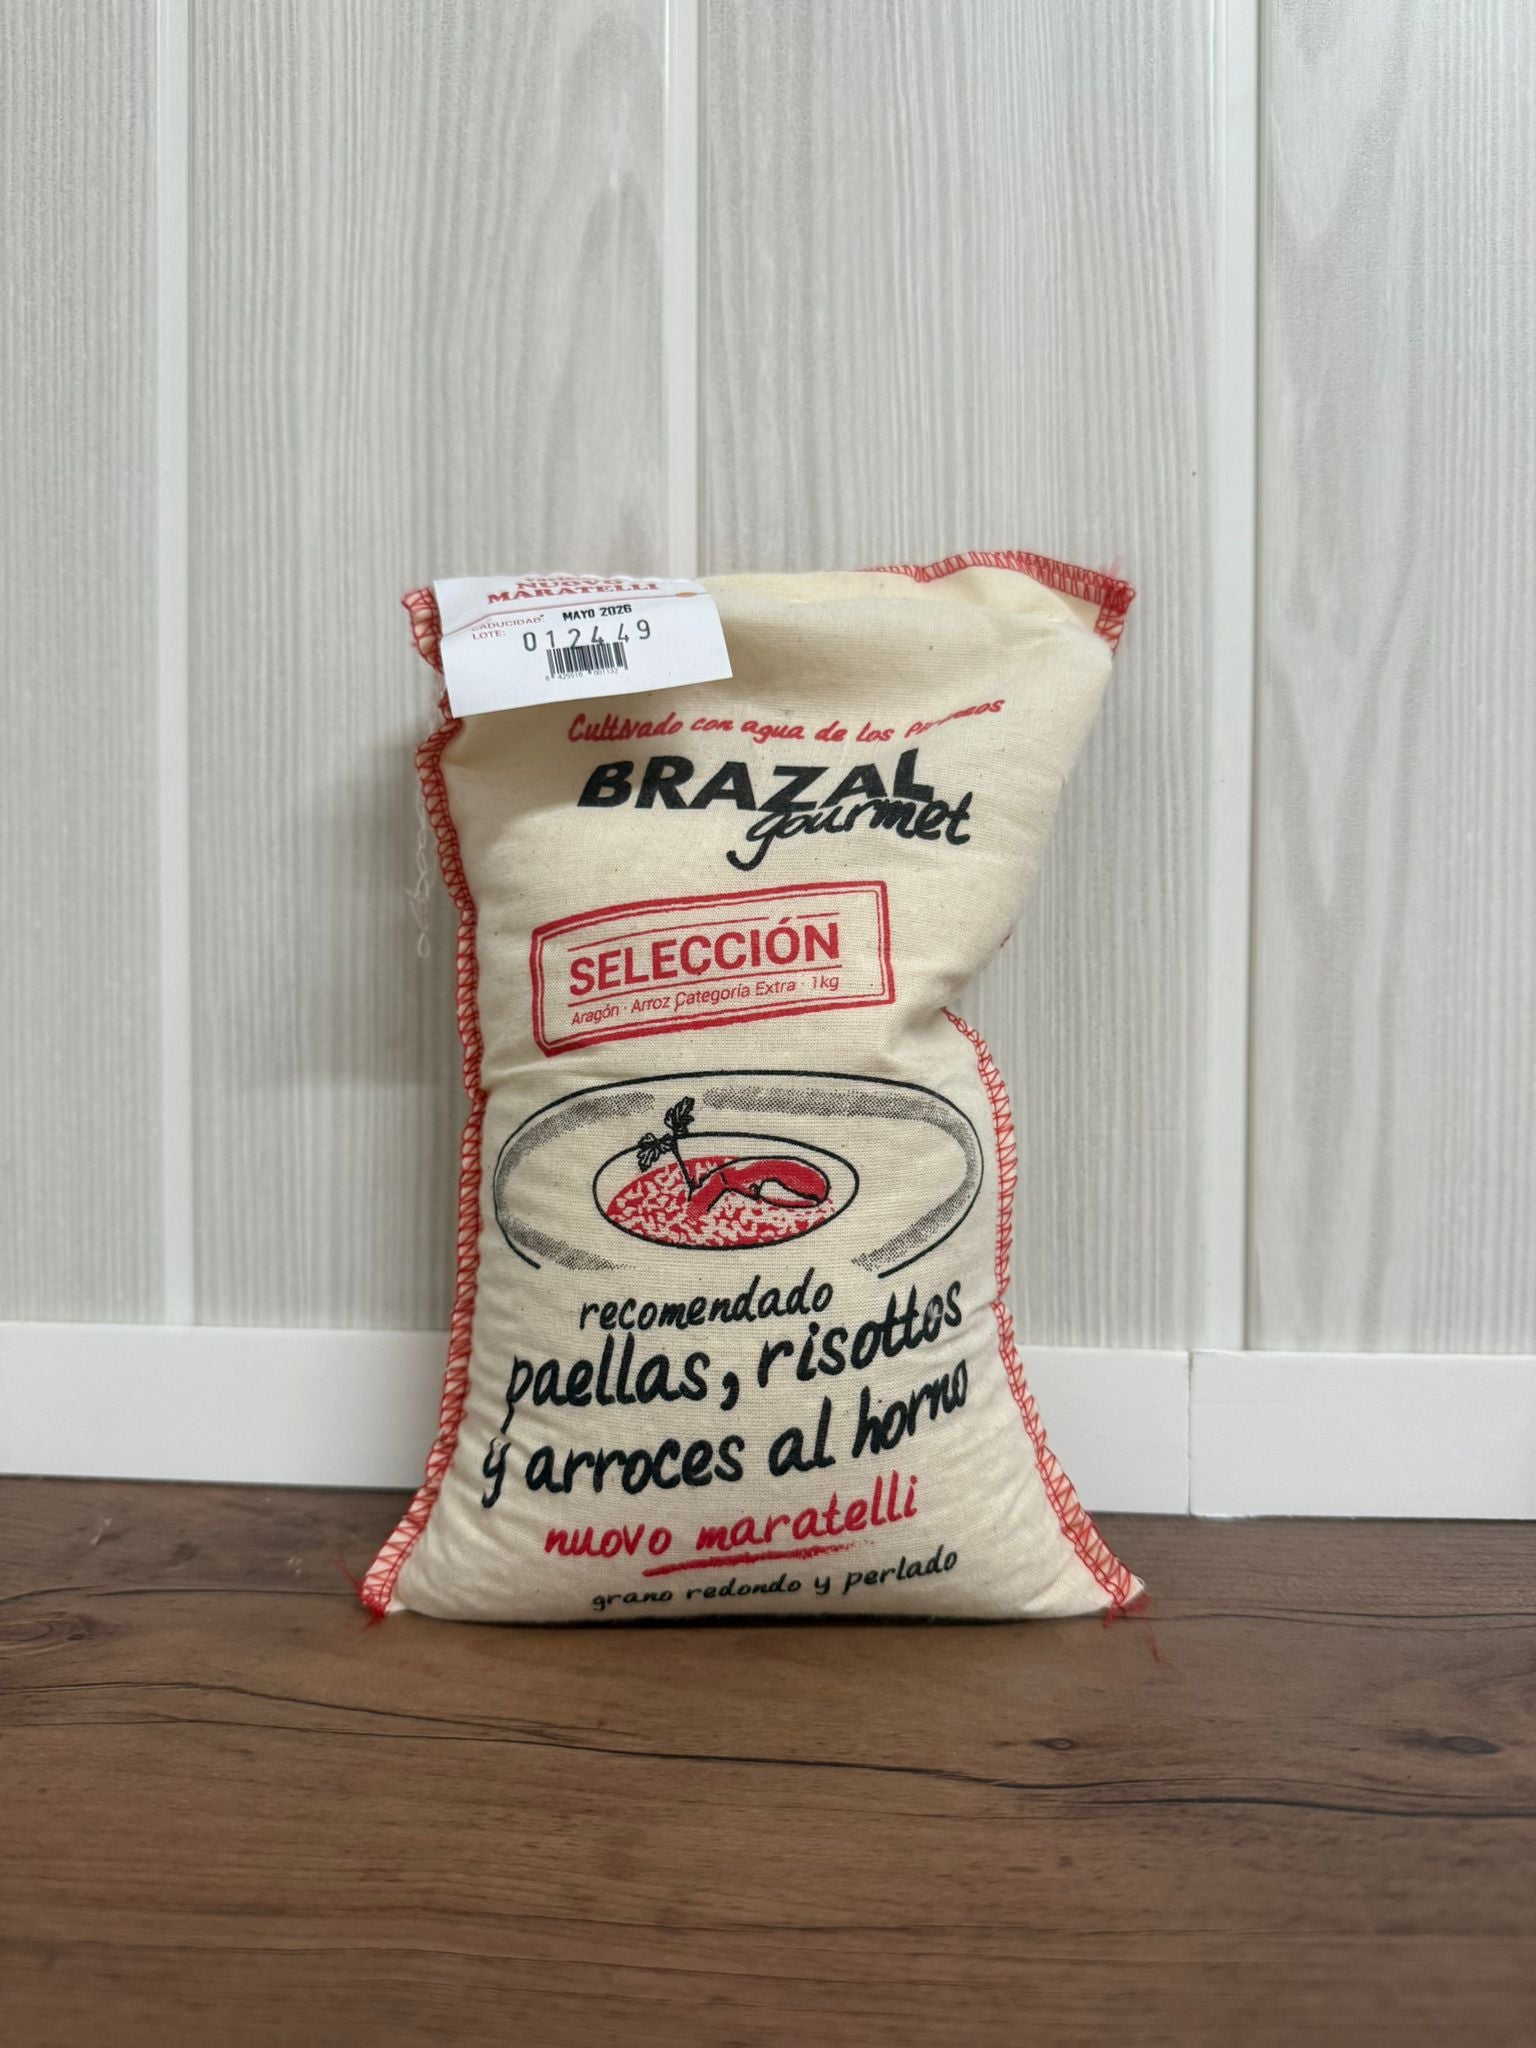 NUOVO
MARATELLI
CADUCIDAD: MAYO 2026
LOTE: 012449
Cultivado con agua de los
BRAZAL
gourmet
SELECCIÓN
Aragón · Arroz Categoría Extra · 1kg
recomendado
paellas, risottos
y arroces al horno
nuovo maratelli
grano redondo y perlado